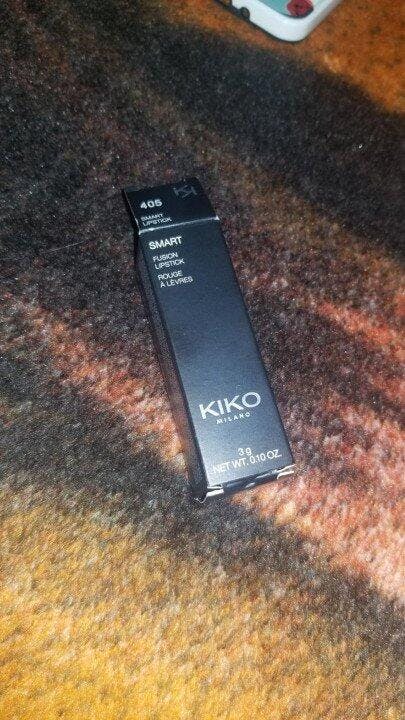 405
SMART
LIPSTICK
SMART
FUSION
LIPSTICK
ROUGE
À LÈVRES
KIKO
MILANO
3 g
NET WT. 0.10 OZ.